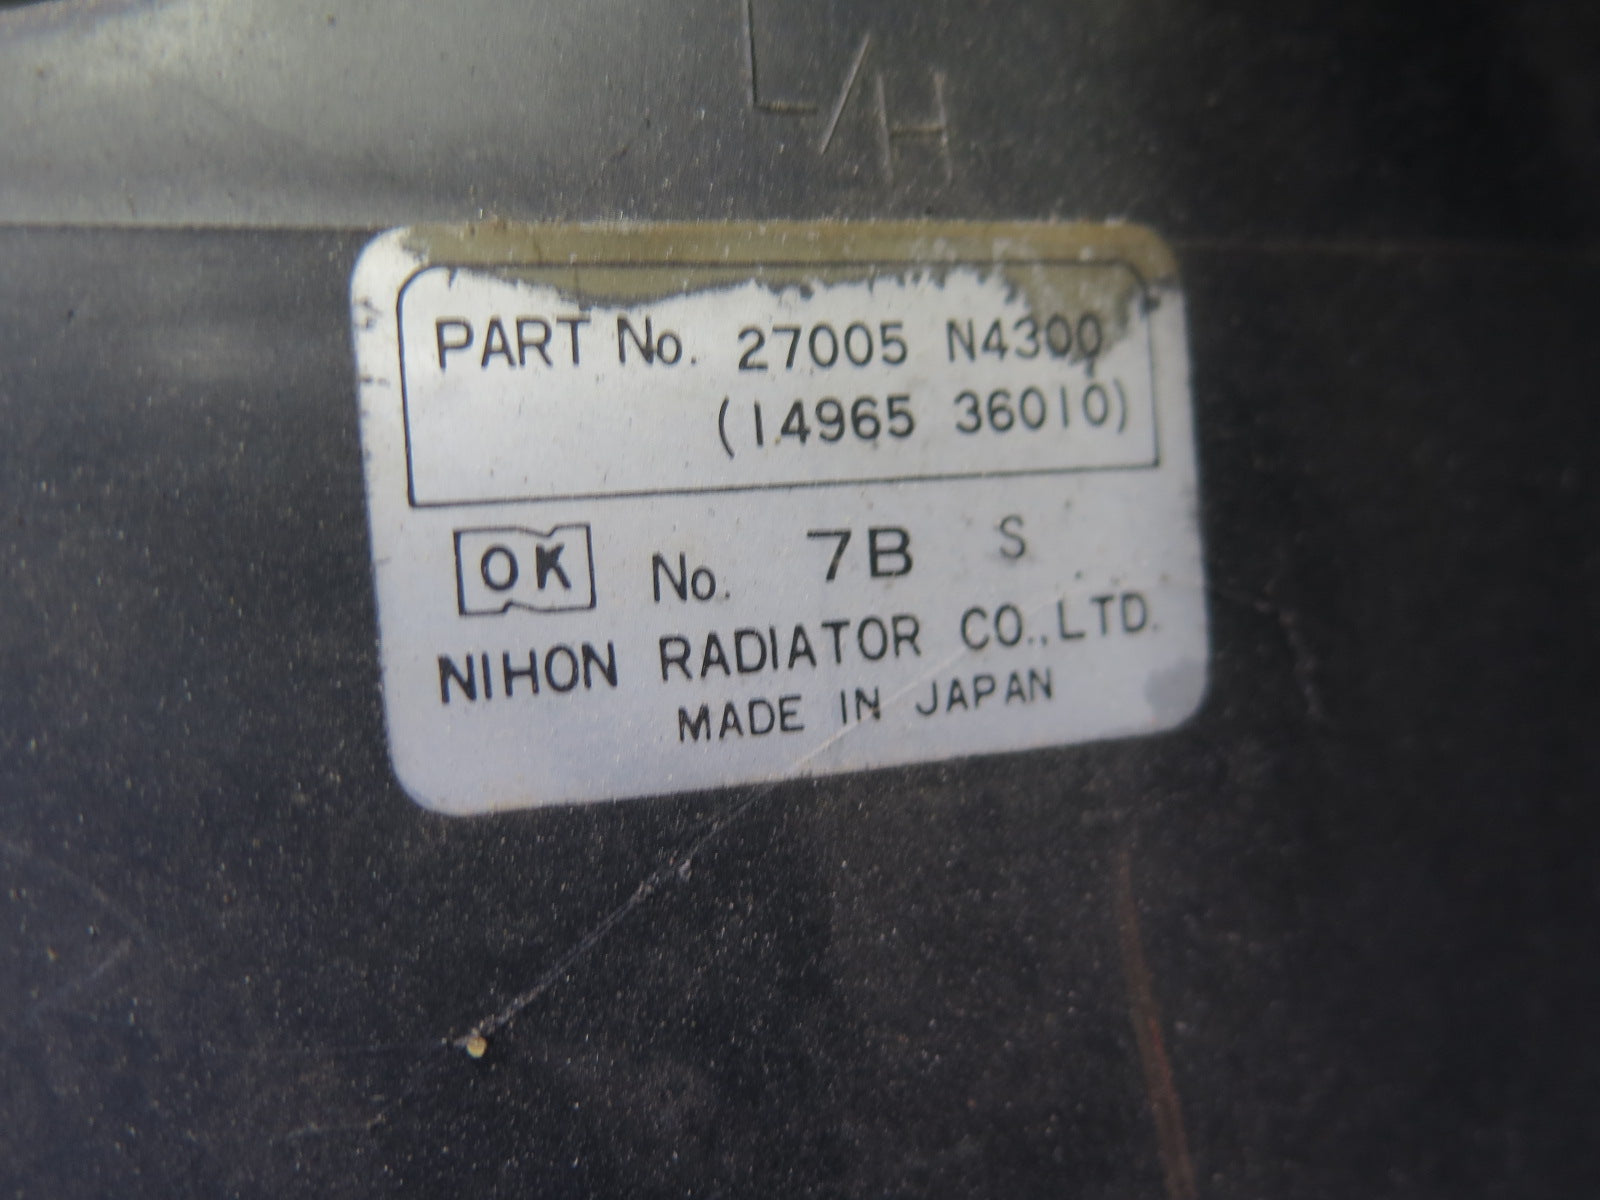 L/H
PART No. 27005 N4300
(14965 36010)
OK No. 7B S
NIHON RADIATOR CO., LTD.
MADE IN JAPAN